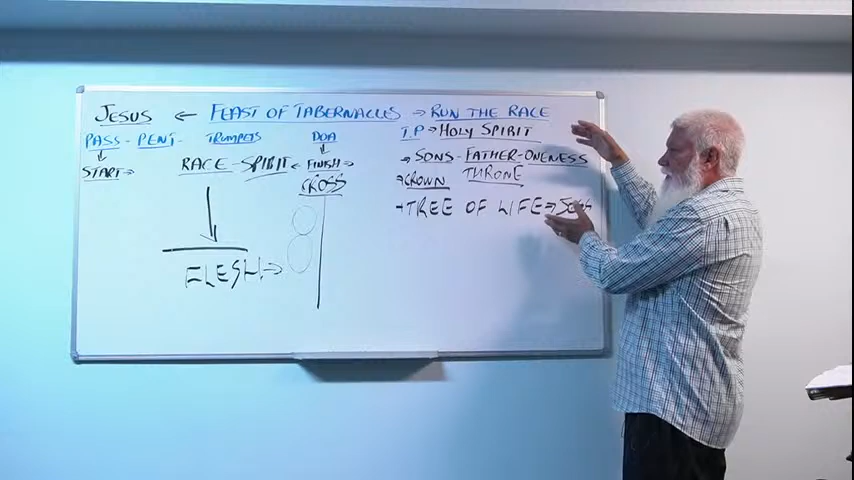 JESUS ← FEAST OF TABERNACLES → RUN THE RACE
PASS - PENT - TRUMPETS DOA I.P → HOLY SPIRIT
START → RACE - SPIRIT ← FINISH → → SONS - FATHER - ONENESS
CROSS → CROWN THRONE
→ TREE OF LIFE ⇒
FLESH ⇒